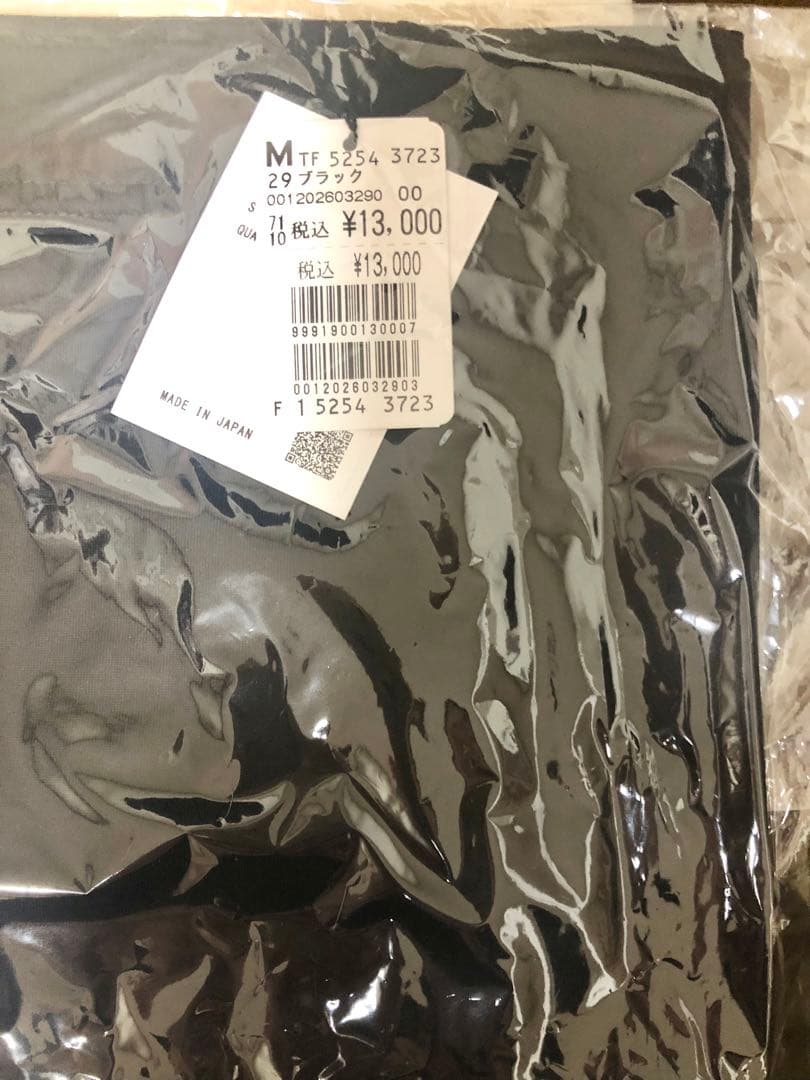 M TF 5254 3723
29 ブラック
S 001202603290 00
QUA 71 10 税込 ¥13,000
税込 ¥13,000
9991900130007
0012026032903
F 1 5254 3723
MADE IN JAPAN